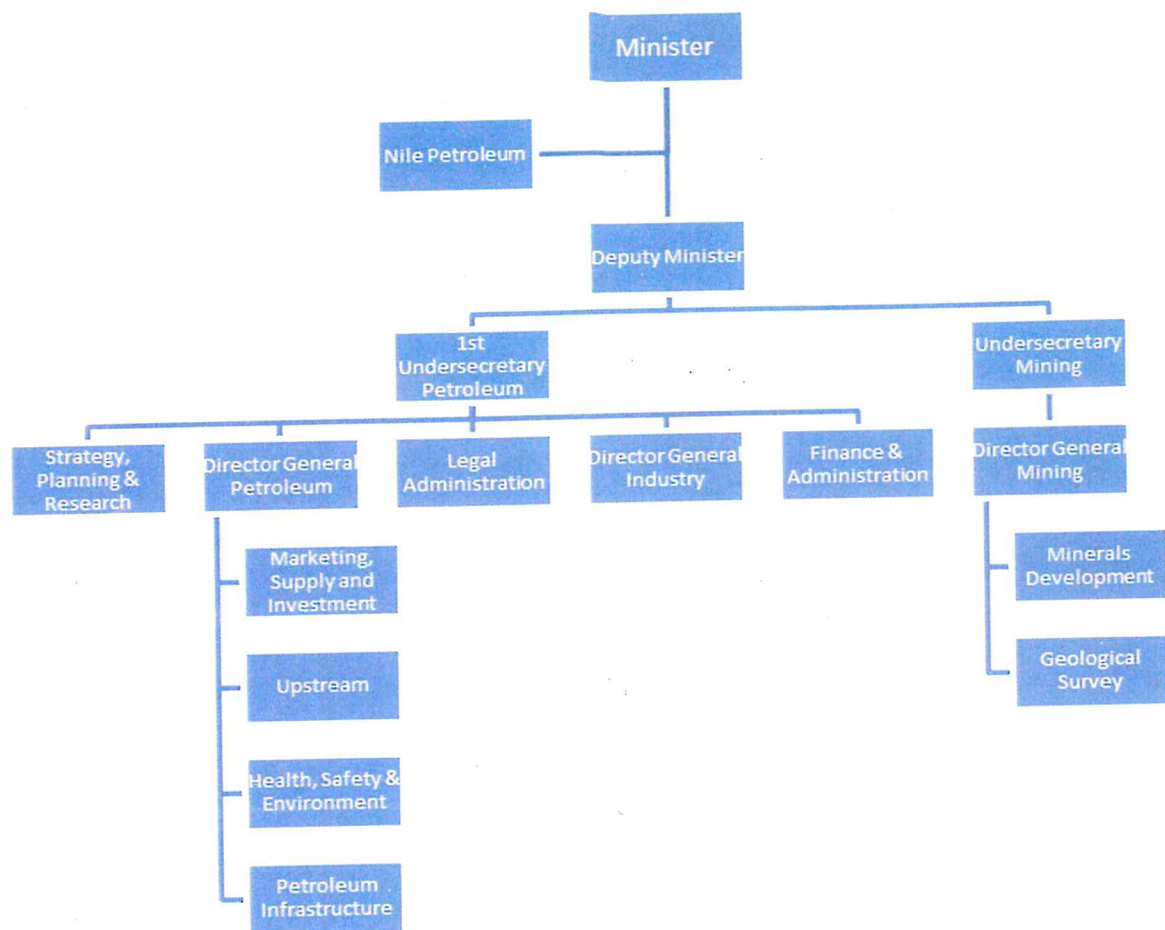 Minister
Nile Petroleum
Deputy Minister
1st
Undersecretary
Petroleum
Undersecretary
Mining
Strategy,
Planning &
Research
Director General
Petroleum
Legal
Administration
Director General
Industry
Finance &
Administration
Director General
Mining
Marketing,
Supply and
Investment
Upstream
Health, Safety &
Environment
Petroleum
Infrastructure
Minerals
Development
Geological
Survey